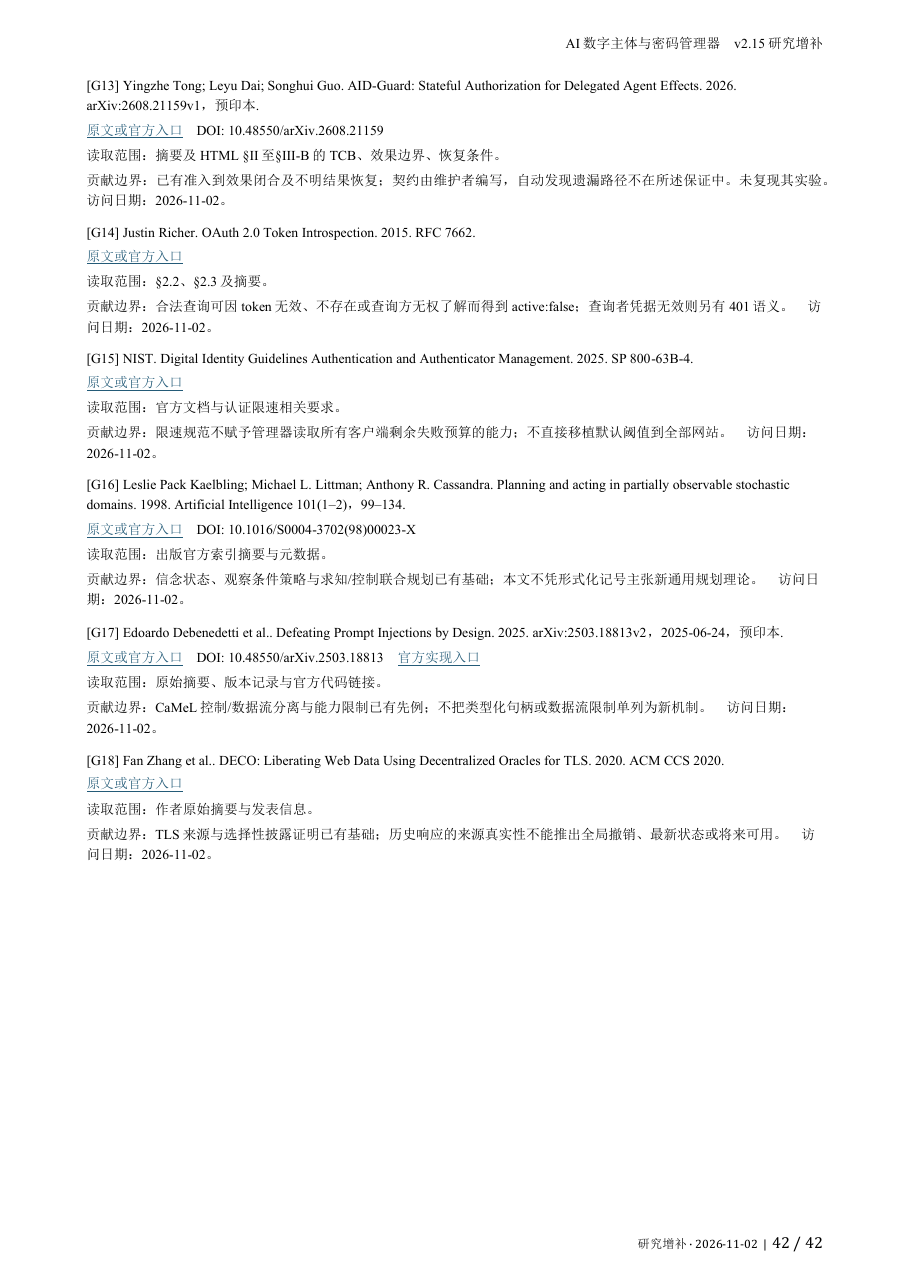 AI 数字主体与密码管理器 v2.15 研究增补
[G13] Yingzhe Tong; Leyu Dai; Songhui Guo. AID-Guard: Stateful Authorization for Delegated Agent Effects. 2026.
arXiv:2608.21159v1，预印本.
原文或官方入口 DOI: 10.48550/arXiv.2608.21159
读取范围：摘要及 HTML §II 至§III-B 的 TCB、效果边界、恢复条件。
贡献边界：已有准入到效果闭合及不明结果恢复；契约由维护者编写，自动发现遗漏路径不在所述保证中。未复现其实验。
访问日期：2026-11-02。
[G14] Justin Richer. OAuth 2.0 Token Introspection. 2015. RFC 7662.
原文或官方入口
读取范围：§2.2、§2.3 及摘要。
贡献边界：合法查询可因 token 无效、不存在或查询方无权了解而得到 active:false；查询者凭据无效则另有 401 语义。 访
问日期：2026-11-02。
[G15] NIST. Digital Identity Guidelines Authentication and Authenticator Management. 2025. SP 800-63B-4.
原文或官方入口
读取范围：官方文档与认证限速相关要求。
贡献边界：限速规范不赋予管理器读取所有客户端剩余失败预算的能力；不直接移植默认阈值到全部网站。 访问日期：
2026-11-02。
[G16] Leslie Pack Kaelbling; Michael L. Littman; Anthony R. Cassandra. Planning and acting in partially observable stochastic
domains. 1998. Artificial Intelligence 101(1–2)，99–134.
原文或官方入口 DOI: 10.1016/S0004-3702(98)00023-X
读取范围：出版官方索引摘要与元数据。
贡献边界：信念状态、观察条件策略与求知/控制联合规划已有基础；本文不凭形式化记号主张新通用规划理论。 访问日
期：2026-11-02。
[G17] Edoardo Debenedetti et al.. Defeating Prompt Injections by Design. 2025. arXiv:2503.18813v2，2025-06-24，预印本.
原文或官方入口 DOI: 10.48550/arXiv.2503.18813 官方实现入口
读取范围：原始摘要、版本记录与官方代码链接。
贡献边界：CaMeL 控制/数据流分离与能力限制已有先例；不把类型化句柄或数据流限制单列为新机制。 访问日期：
2026-11-02。
[G18] Fan Zhang et al.. DECO: Liberating Web Data Using Decentralized Oracles for TLS. 2020. ACM CCS 2020.
原文或官方入口
读取范围：作者原始摘要与发表信息。
贡献边界：TLS 来源与选择性披露证明已有基础；历史响应的来源真实性不能推出全局撤销、最新状态或将来可用。 访
问日期：2026-11-02。
研究增补 · 2026-11-02 | 42 / 42